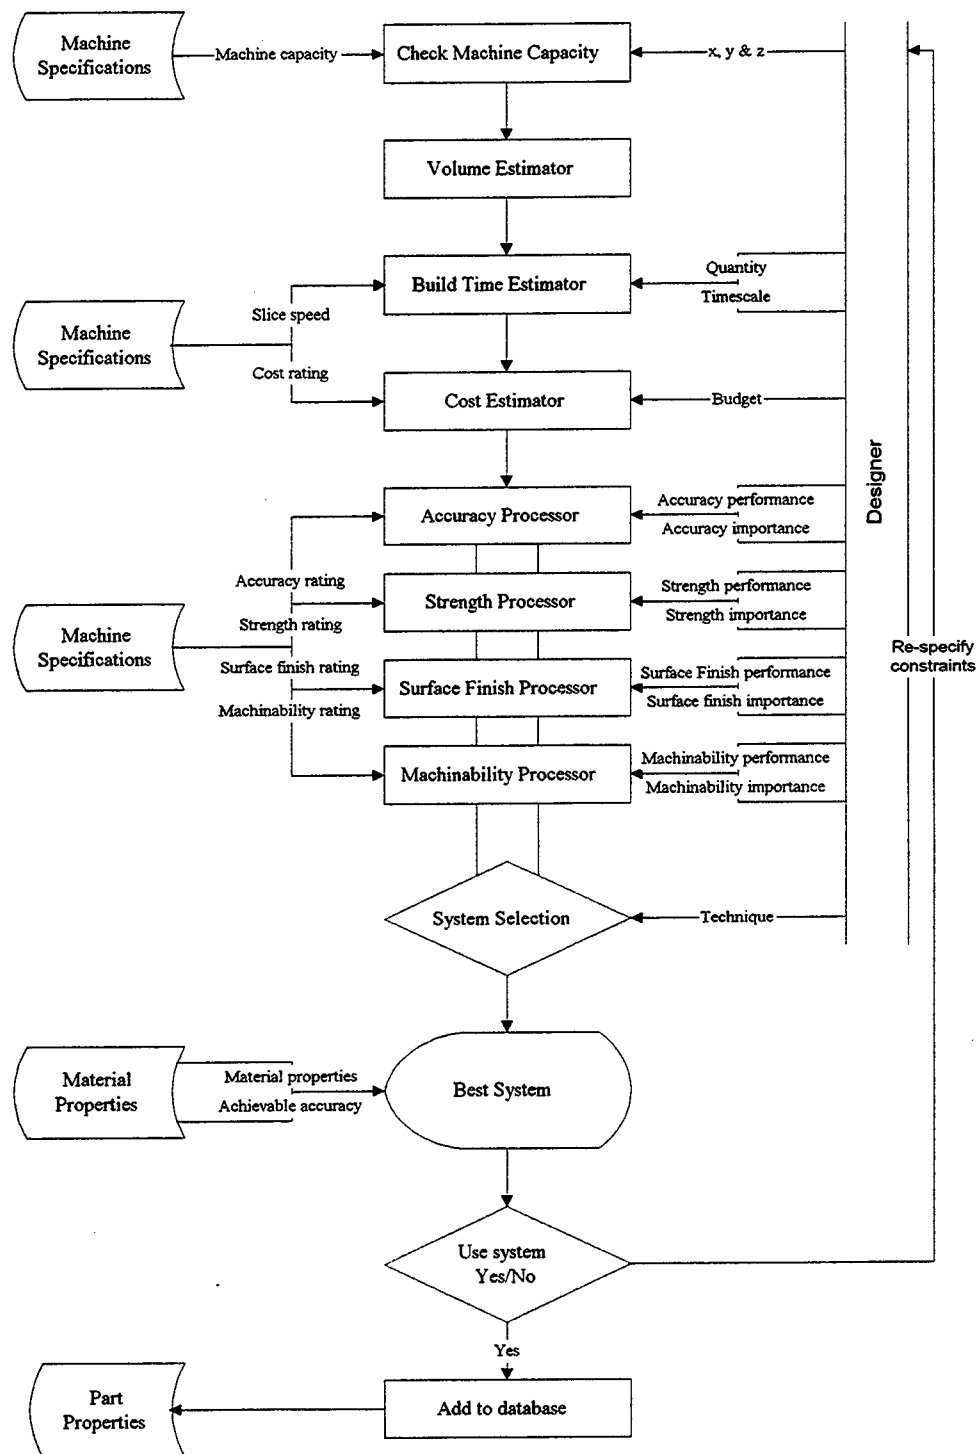 Machine
Specifications
Machine capacity
Check Machine Capacity
x, y & z
Volume Estimator
Machine
Specifications
Slice speed
Cost rating
Build Time Estimator
Quantity
Timescale
Cost Estimator
Budget
Designer
Accuracy Processor
Accuracy performance
Accuracy importance
Machine
Specifications
Accuracy rating
Strength rating
Surface finish rating
Machinability rating
Strength Processor
Strength performance
Strength importance
Surface Finish Processor
Surface Finish performance
Surface finish importance
Re-specify
constraints
Machinability Processor
Machinability performance
Machinability importance
System Selection
Technique
Material
Properties
Material properties
Achievable accuracy
Best System
Use system
Yes/No
Yes
Part
Properties
Add to database